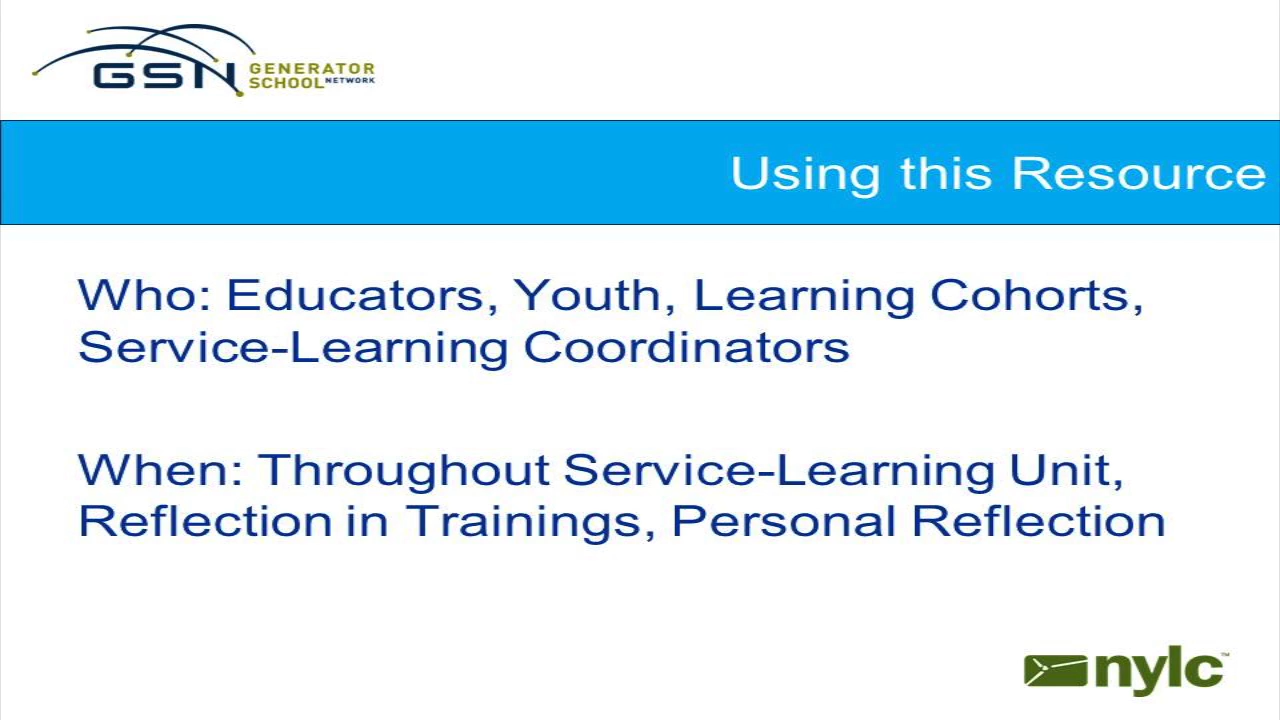 GSN GENERATOR
SCHOOL NETWORK
Using this Resource
Who: Educators, Youth, Learning Cohorts,
Service-Learning Coordinators
When: Throughout Service-Learning Unit,
Reflection in Trainings, Personal Reflection
nylc™